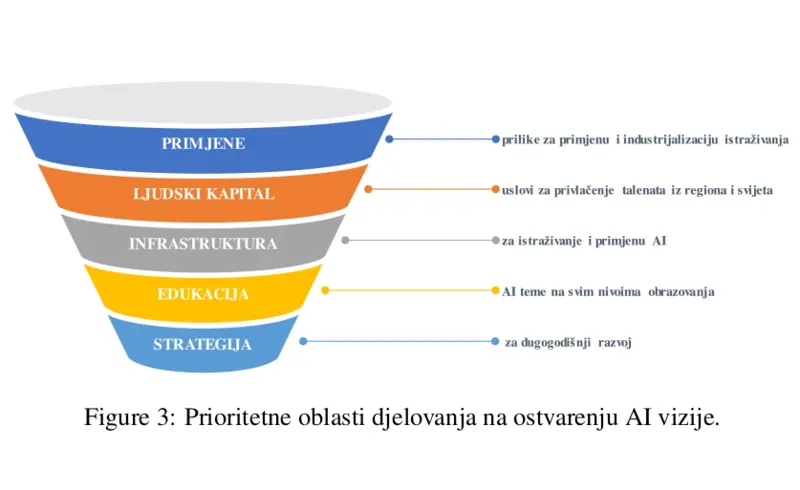 PRIMJENE
prilike za primjenu i industrijalizaciju istraživanja
LJUDSKI KAPITAL
uslovi za privlačenje talenata iz regiona i svijeta
INFRASTRUKTURA
za istraživanje i primjenu AI
EDUKACIJA
AI teme na svim nivoima obrazovanja
STRATEGIJA
za dugogodišnji razvoj
Figure 3: Prioritetne oblasti djelovanja na ostvarenju AI vizije.